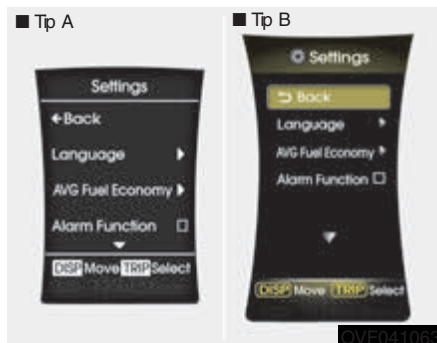 ■ Tip A
Settings
←Back
Language ▶
AVG Fuel Economy ▶
Alarm Function □
▼
DISP Move TRIP Select
■ Tip B
Settings
Back
Language ▶
AVG Fuel Economy ▶
Alarm Function □
▼
DISP Move TRIP Select
OVF041063